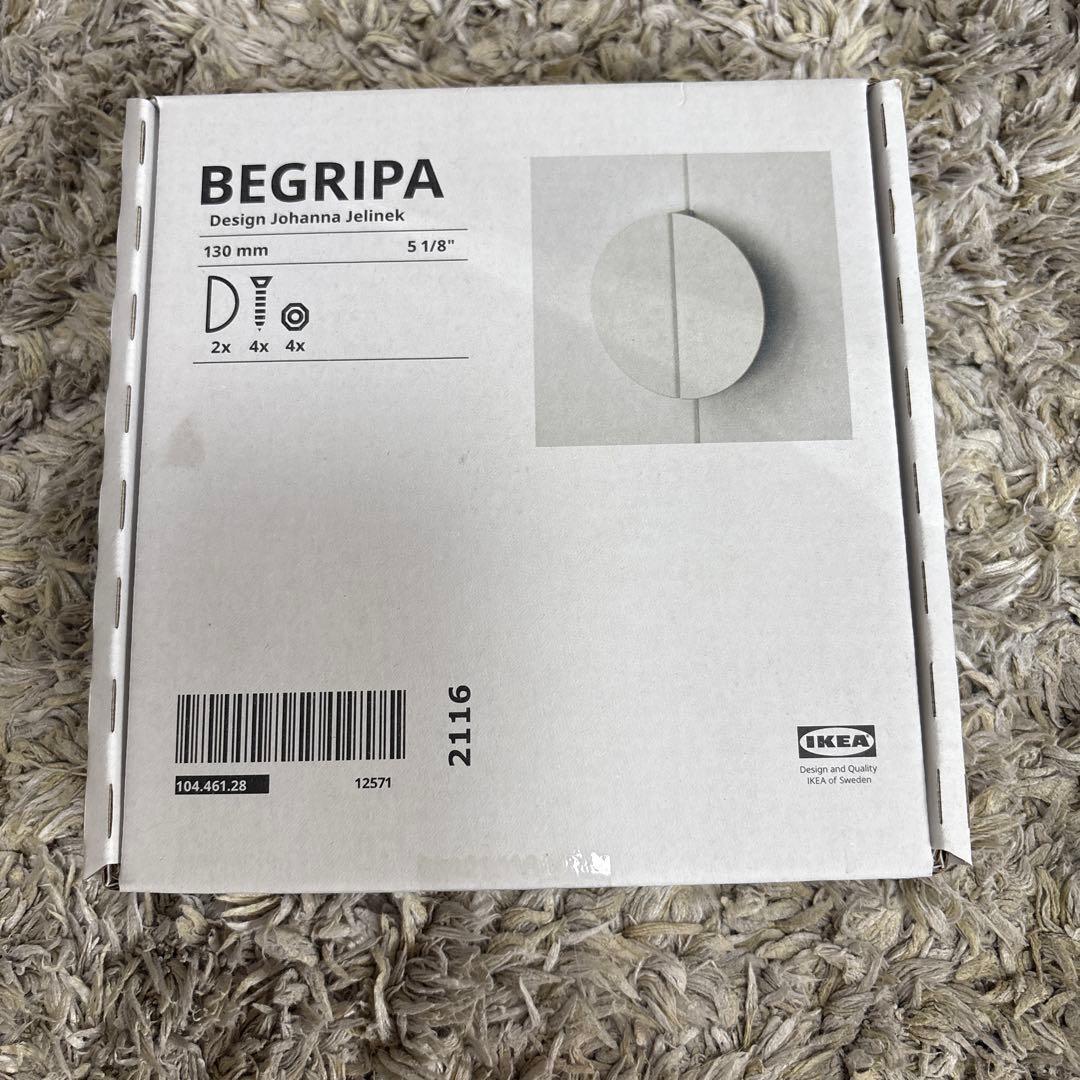 BEGRIPA
Design Johanna Jelinek
130 mm 5 1/8"
2x 4x 4x
2116
104.461.28 12571
IKEA
Design and Quality
IKEA of Sweden